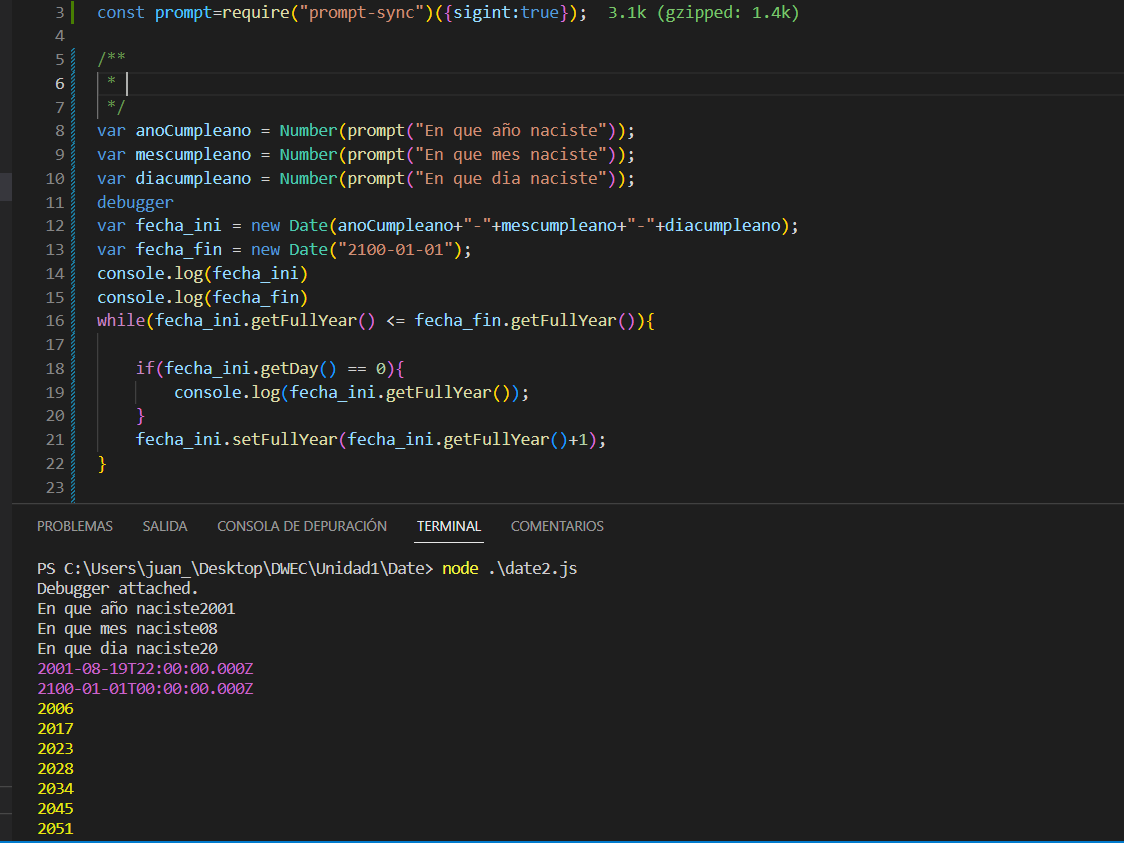 3 const prompt=require("prompt-sync")({sigint:true}); 3.1k (gzipped: 1.4k)
4
5 /**
6 *
7 */
8 var anoCumpleano = Number(prompt("En que año naciste"));
9 var mescumpleano = Number(prompt("En que mes naciste"));
10 var diacumpleano = Number(prompt("En que dia naciste"));
11 debugger
12 var fecha_ini = new Date(anoCumpleano+"-"+mescumpleano+"-"+diacumpleano);
13 var fecha_fin = new Date("2100-01-01");
14 console.log(fecha_ini)
15 console.log(fecha_fin)
16 while(fecha_ini.getFullYear() <= fecha_fin.getFullYear()){
17
18 if(fecha_ini.getDay() == 0){
19 console.log(fecha_ini.getFullYear());
20 }
21 fecha_ini.setFullYear(fecha_ini.getFullYear()+1);
22 }
23
PROBLEMAS SALIDA CONSOLA DE DEPURACIÓN TERMINAL COMENTARIOS
PS C:\Users\juan_\Desktop\DWEC\Unidad1\Date> node .\date2.js
Debugger attached.
En que año naciste2001
En que mes naciste08
En que dia naciste20
2001-08-19T22:00:00.000Z
2100-01-01T00:00:00.000Z
2006
2017
2023
2028
2034
2045
2051